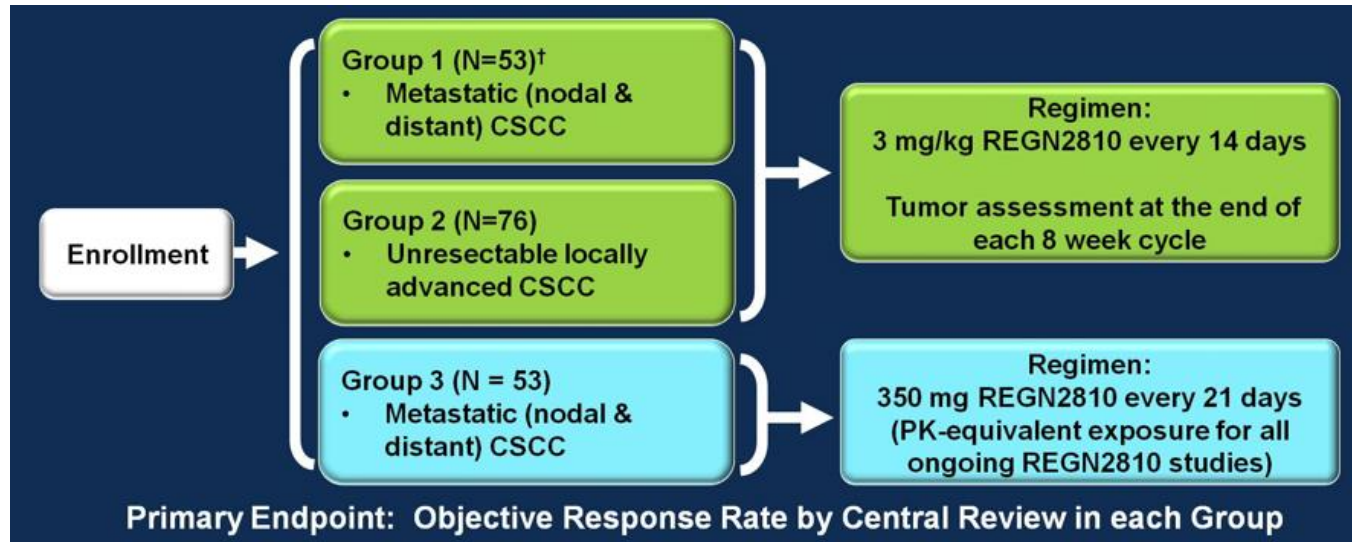 Enrollment
Group 1 (N=53)†
• Metastatic (nodal &
distant) CSCC
Group 2 (N=76)
• Unresectable locally
advanced CSCC
Group 3 (N = 53)
• Metastatic (nodal &
distant) CSCC
Regimen:
3 mg/kg REGN2810 every 14 days
Tumor assessment at the end of
each 8 week cycle
Regimen:
350 mg REGN2810 every 21 days
(PK-equivalent exposure for all
ongoing REGN2810 studies)
Primary Endpoint: Objective Response Rate by Central Review in each Group